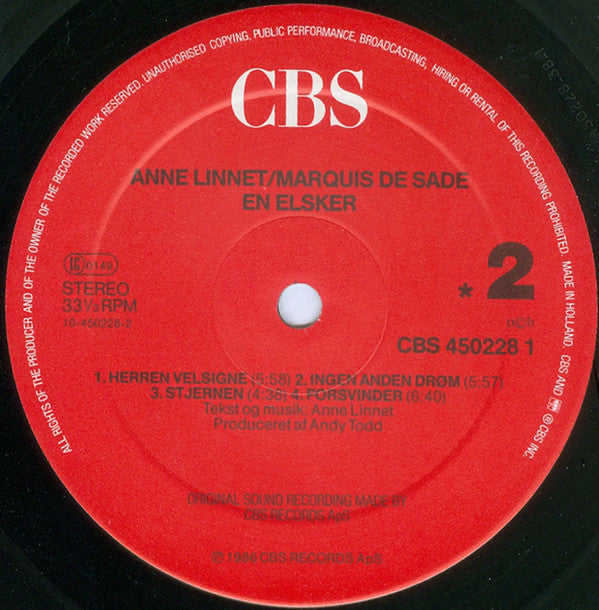 ALL RIGHTS OF THE PRODUCER AND OF THE OWNER OF THE RECORDED WORK RESERVED. UNAUTHORISED COPYING, PUBLIC PERFORMANCE, BROADCASTING, HIRING OR RENTAL OF THIS RECORDING PROHIBITED. MADE IN HOLLAND. CBS AND ℗ CBS INC.
CBS
ANNE LINNET/MARQUIS DE SADE
EN ELSKER
LC 0149
STEREO
33⅓ RPM
10-450228-2
* 2
n©b
CBS 450228 1
1. HERREN VELSIGNE (5:58) 2. INGEN ANDEN DRØM (5:57)
3. STJERNEN (4:38) 4. FORSVINDER (6:40)
Tekst og musik: Anne Linnet
Produceret af Andy Todd
ORIGINAL SOUND RECORDING MADE BY
CBS RECORDS ApS
© 1986 CBS RECORDS ApS